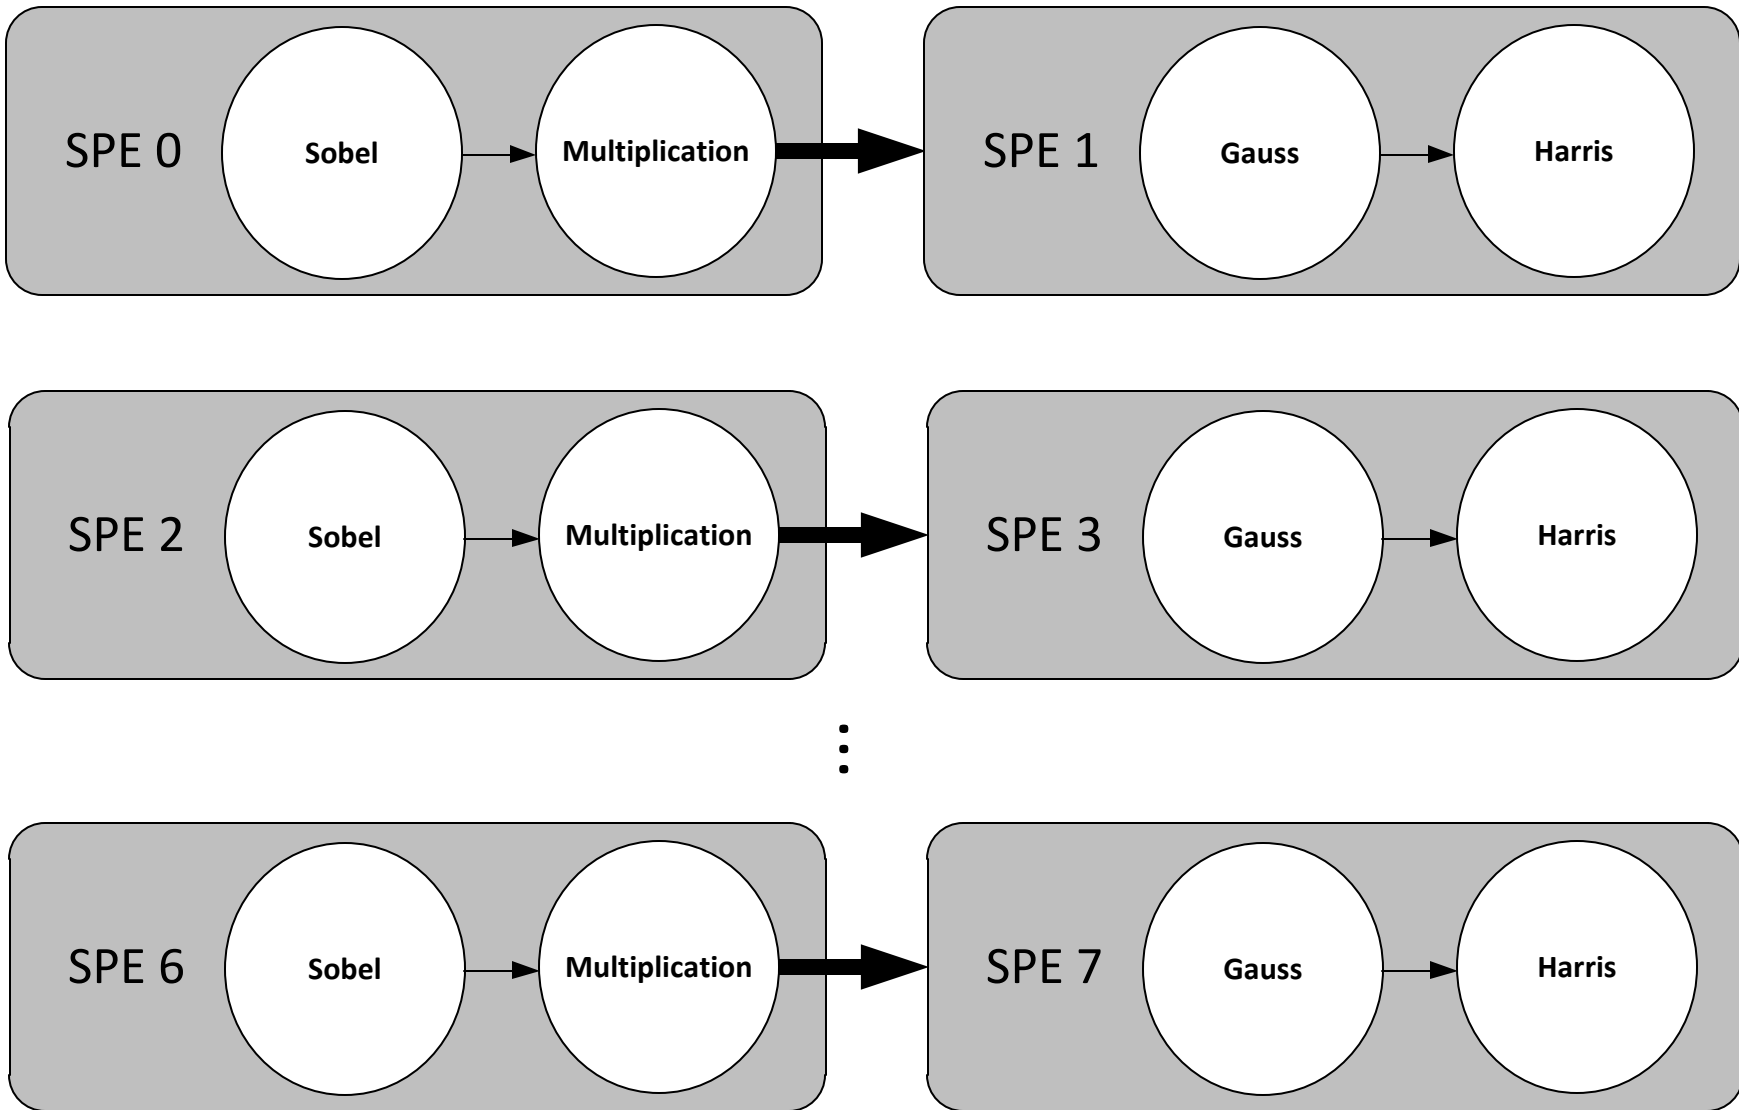 SPE 0
Sobel
Multiplication
SPE 1
Gauss
Harris
SPE 2
Sobel
Multiplication
SPE 3
Gauss
Harris
SPE 6
Sobel
Multiplication
SPE 7
Gauss
Harris